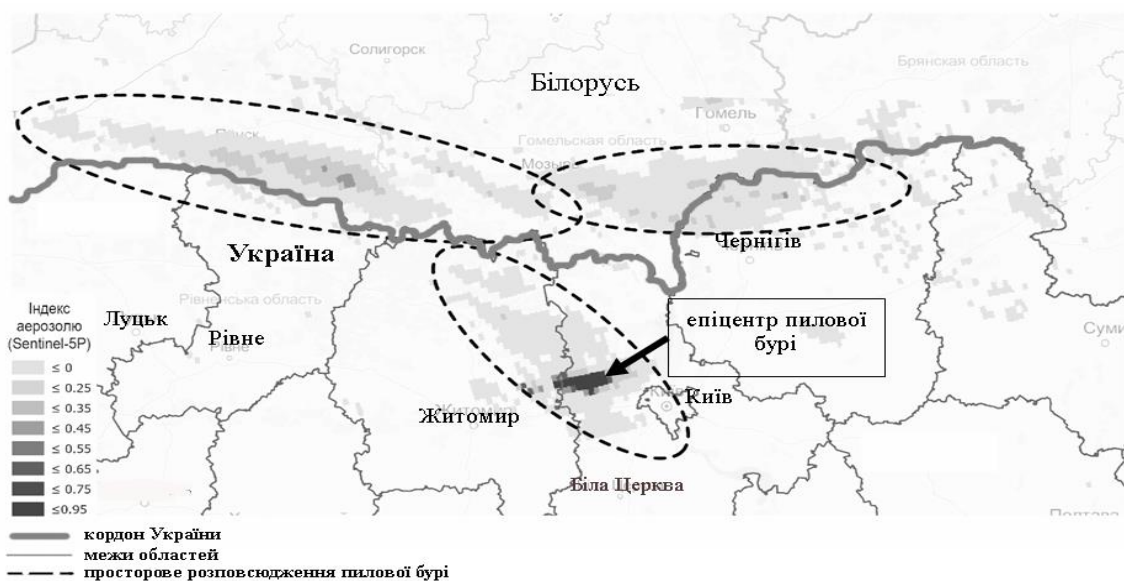 Солигорск
Білорусь
Брянская область
Гомель
Пинск
Гомельская область
Мозырь
Україна
Чернігів
Індекс
аерозолю
(Sentinel-5P)
≤ 0
≤ 0.25
≤ 0.35
≤ 0.45
≤ 0.55
≤ 0.65
≤ 0.75
≤0.95
Рівненська область
Луцьк
Рівне
Рівне
епіцентр пилової
бурі
Суми
Житомир
Київ
Біла Церква
Полтава
кордон України
межи областей
просторове розповсюдження пилової бурі